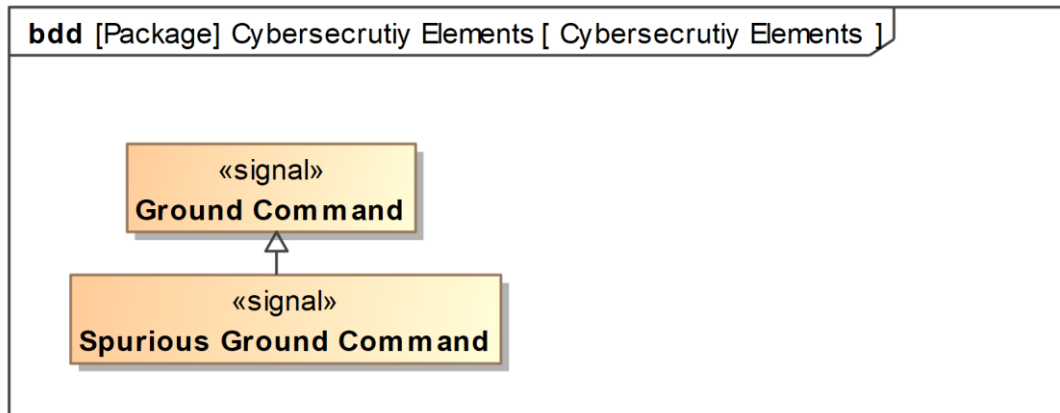 bdd [Package] Cybersecrutiy Elements [ Cybersecrutiy Elements ]
«signal»
Ground Command
«signal»
Spurious Ground Command